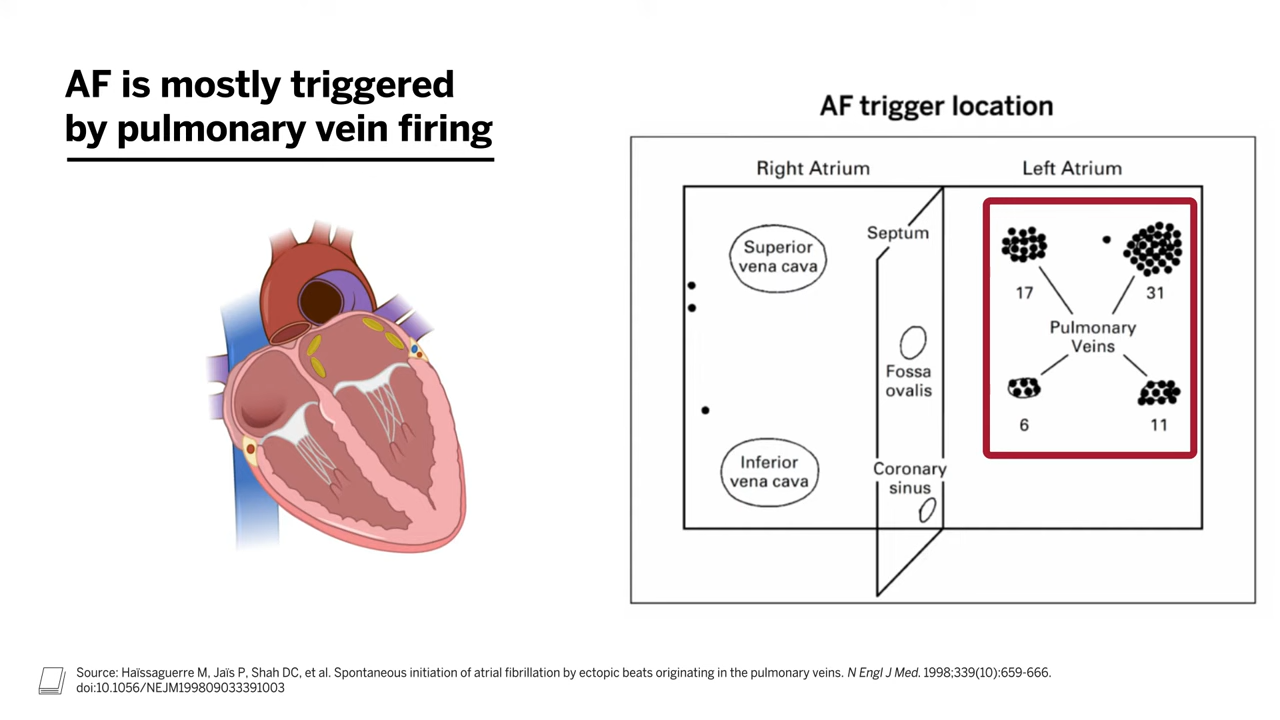 AF is mostly triggered
by pulmonary vein firing
AF trigger location
Right Atrium
Left Atrium
Superior
vena cava
Septum
17
31
Pulmonary
Veins
Fossa
ovalis
6
11
Inferior
vena cava
Coronary
sinus
Source: Haïssaguerre M, Jaïs P, Shah DC, et al. Spontaneous initiation of atrial fibrillation by ectopic beats originating in the pulmonary veins. N Engl J Med. 1998;339(10):659-666.
doi:10.1056/NEJM199809033391003